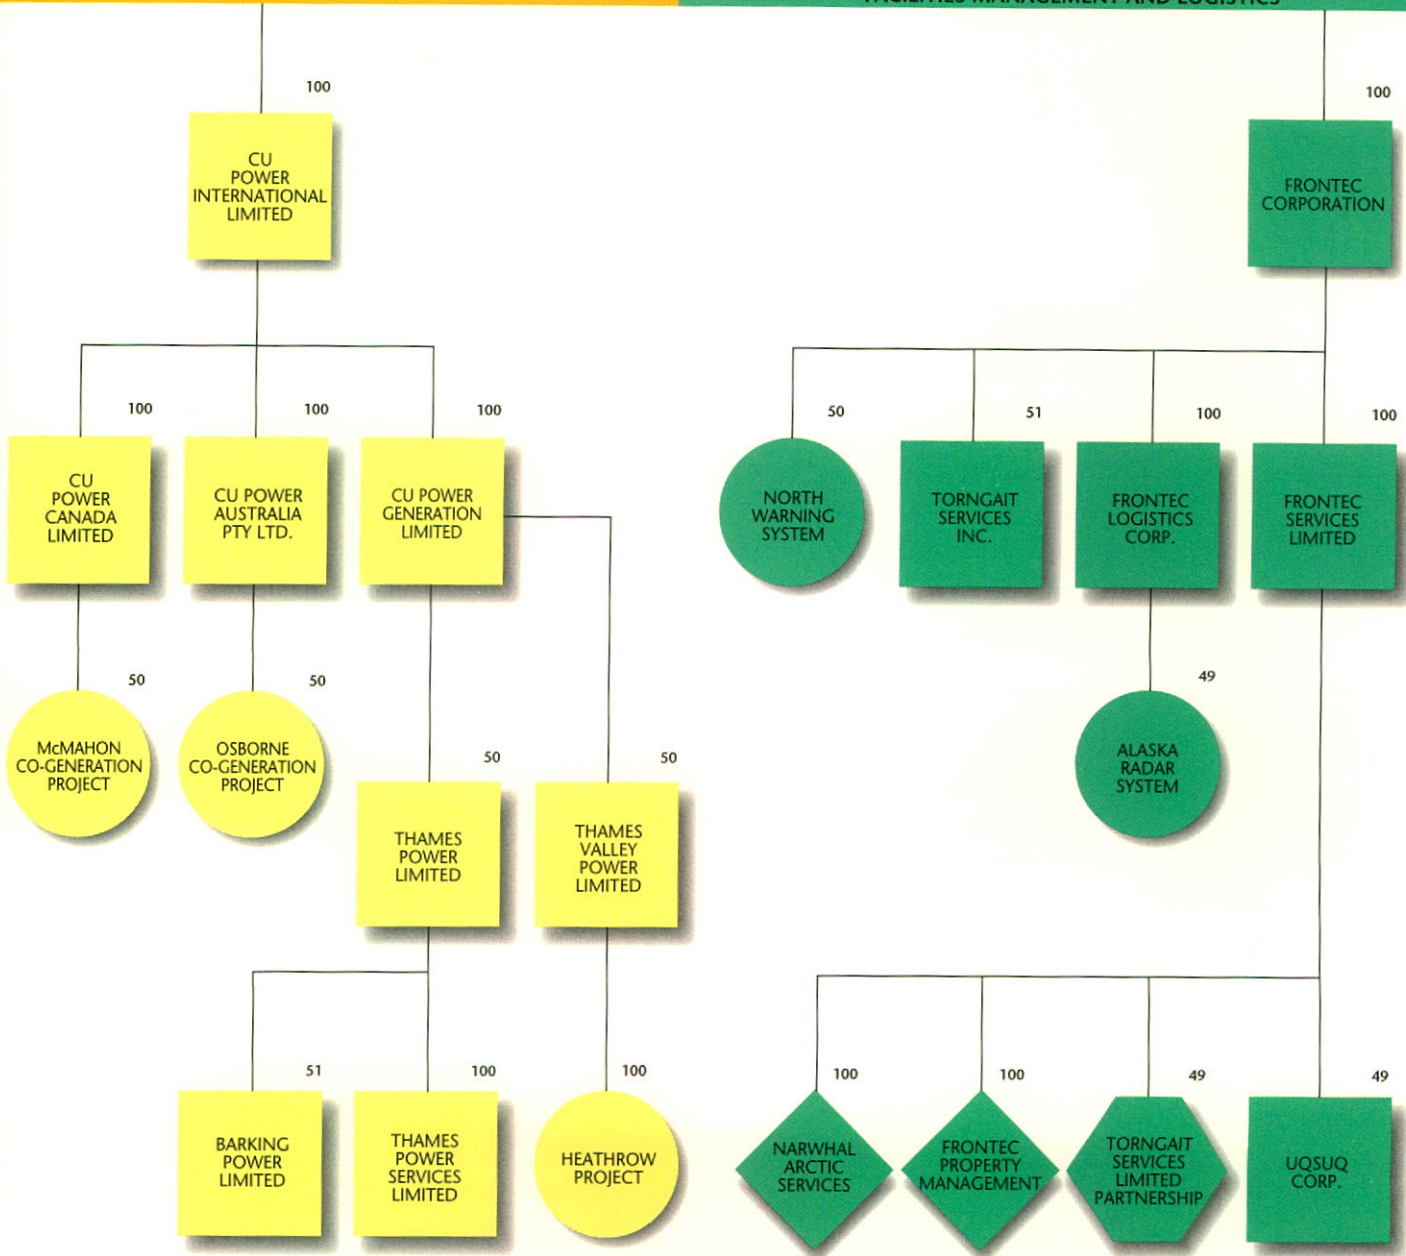 FACILITIES MANAGEMENT AND LOGISTICS
100
CU
POWER
INTERNATIONAL
LIMITED
100
FRONTEC
CORPORATION
100
CU
POWER
CANADA
LIMITED
100
CU POWER
AUSTRALIA
PTY LTD.
100
CU POWER
GENERATION
LIMITED
50
NORTH
WARNING
SYSTEM
51
TORNGAIT
SERVICES
INC.
100
FRONTEC
LOGISTICS
CORP.
100
FRONTEC
SERVICES
LIMITED
50
McMAHON
CO-GENERATION
PROJECT
50
OSBORNE
CO-GENERATION
PROJECT
50
THAMES
POWER
LIMITED
50
THAMES
VALLEY
POWER
LIMITED
49
ALASKA
RADAR
SYSTEM
51
BARKING
POWER
LIMITED
100
THAMES
POWER
SERVICES
LIMITED
100
HEATHROW
PROJECT
100
NARWHAL
ARCTIC
SERVICES
100
FRONTEC
PROPERTY
MANAGEMENT
49
TORNGAIT
SERVICES
LIMITED
PARTNERSHIP
49
UQSUQ
CORP.